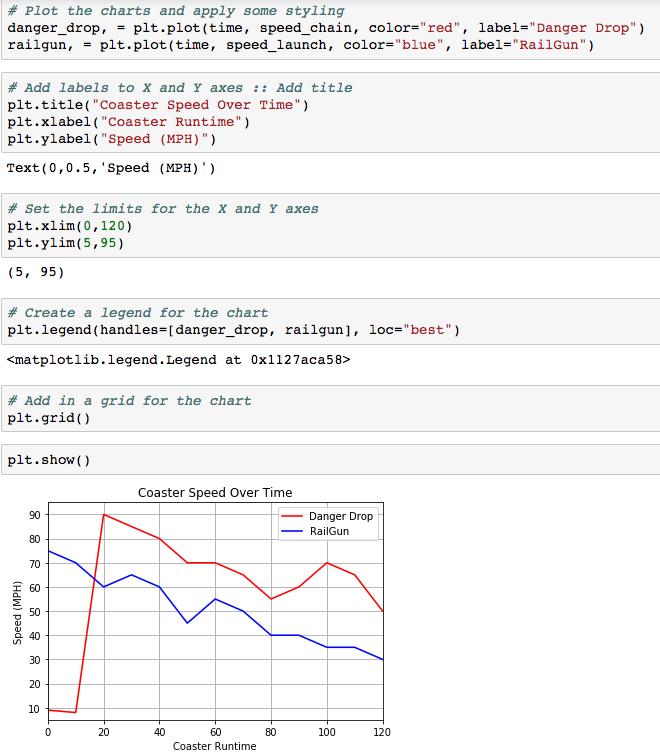 # Plot the charts and apply some styling
danger_drop, = plt.plot(time, speed_chain, color="red", label="Danger Drop")
railgun, = plt.plot(time, speed_launch, color="blue", label="RailGun")
# Add labels to X and Y axes :: Add title
plt.title("Coaster Speed Over Time")
plt.xlabel("Coaster Runtime")
plt.ylabel("Speed (MPH)")
Text(0,0.5,'Speed (MPH)')
# Set the limits for the X and Y axes
plt.xlim(0,120)
plt.ylim(5,95)
(5, 95)
# Create a legend for the chart
plt.legend(handles=[danger_drop, railgun], loc="best")
<matplotlib.legend.Legend at 0x1127aca58>
# Add in a grid for the chart
plt.grid()
plt.show()
Coaster Speed Over Time
Danger Drop
RailGun
90
80
70
60
50
40
30
20
10
Speed (MPH)
0 20 40 60 80 100 120
Coaster Runtime